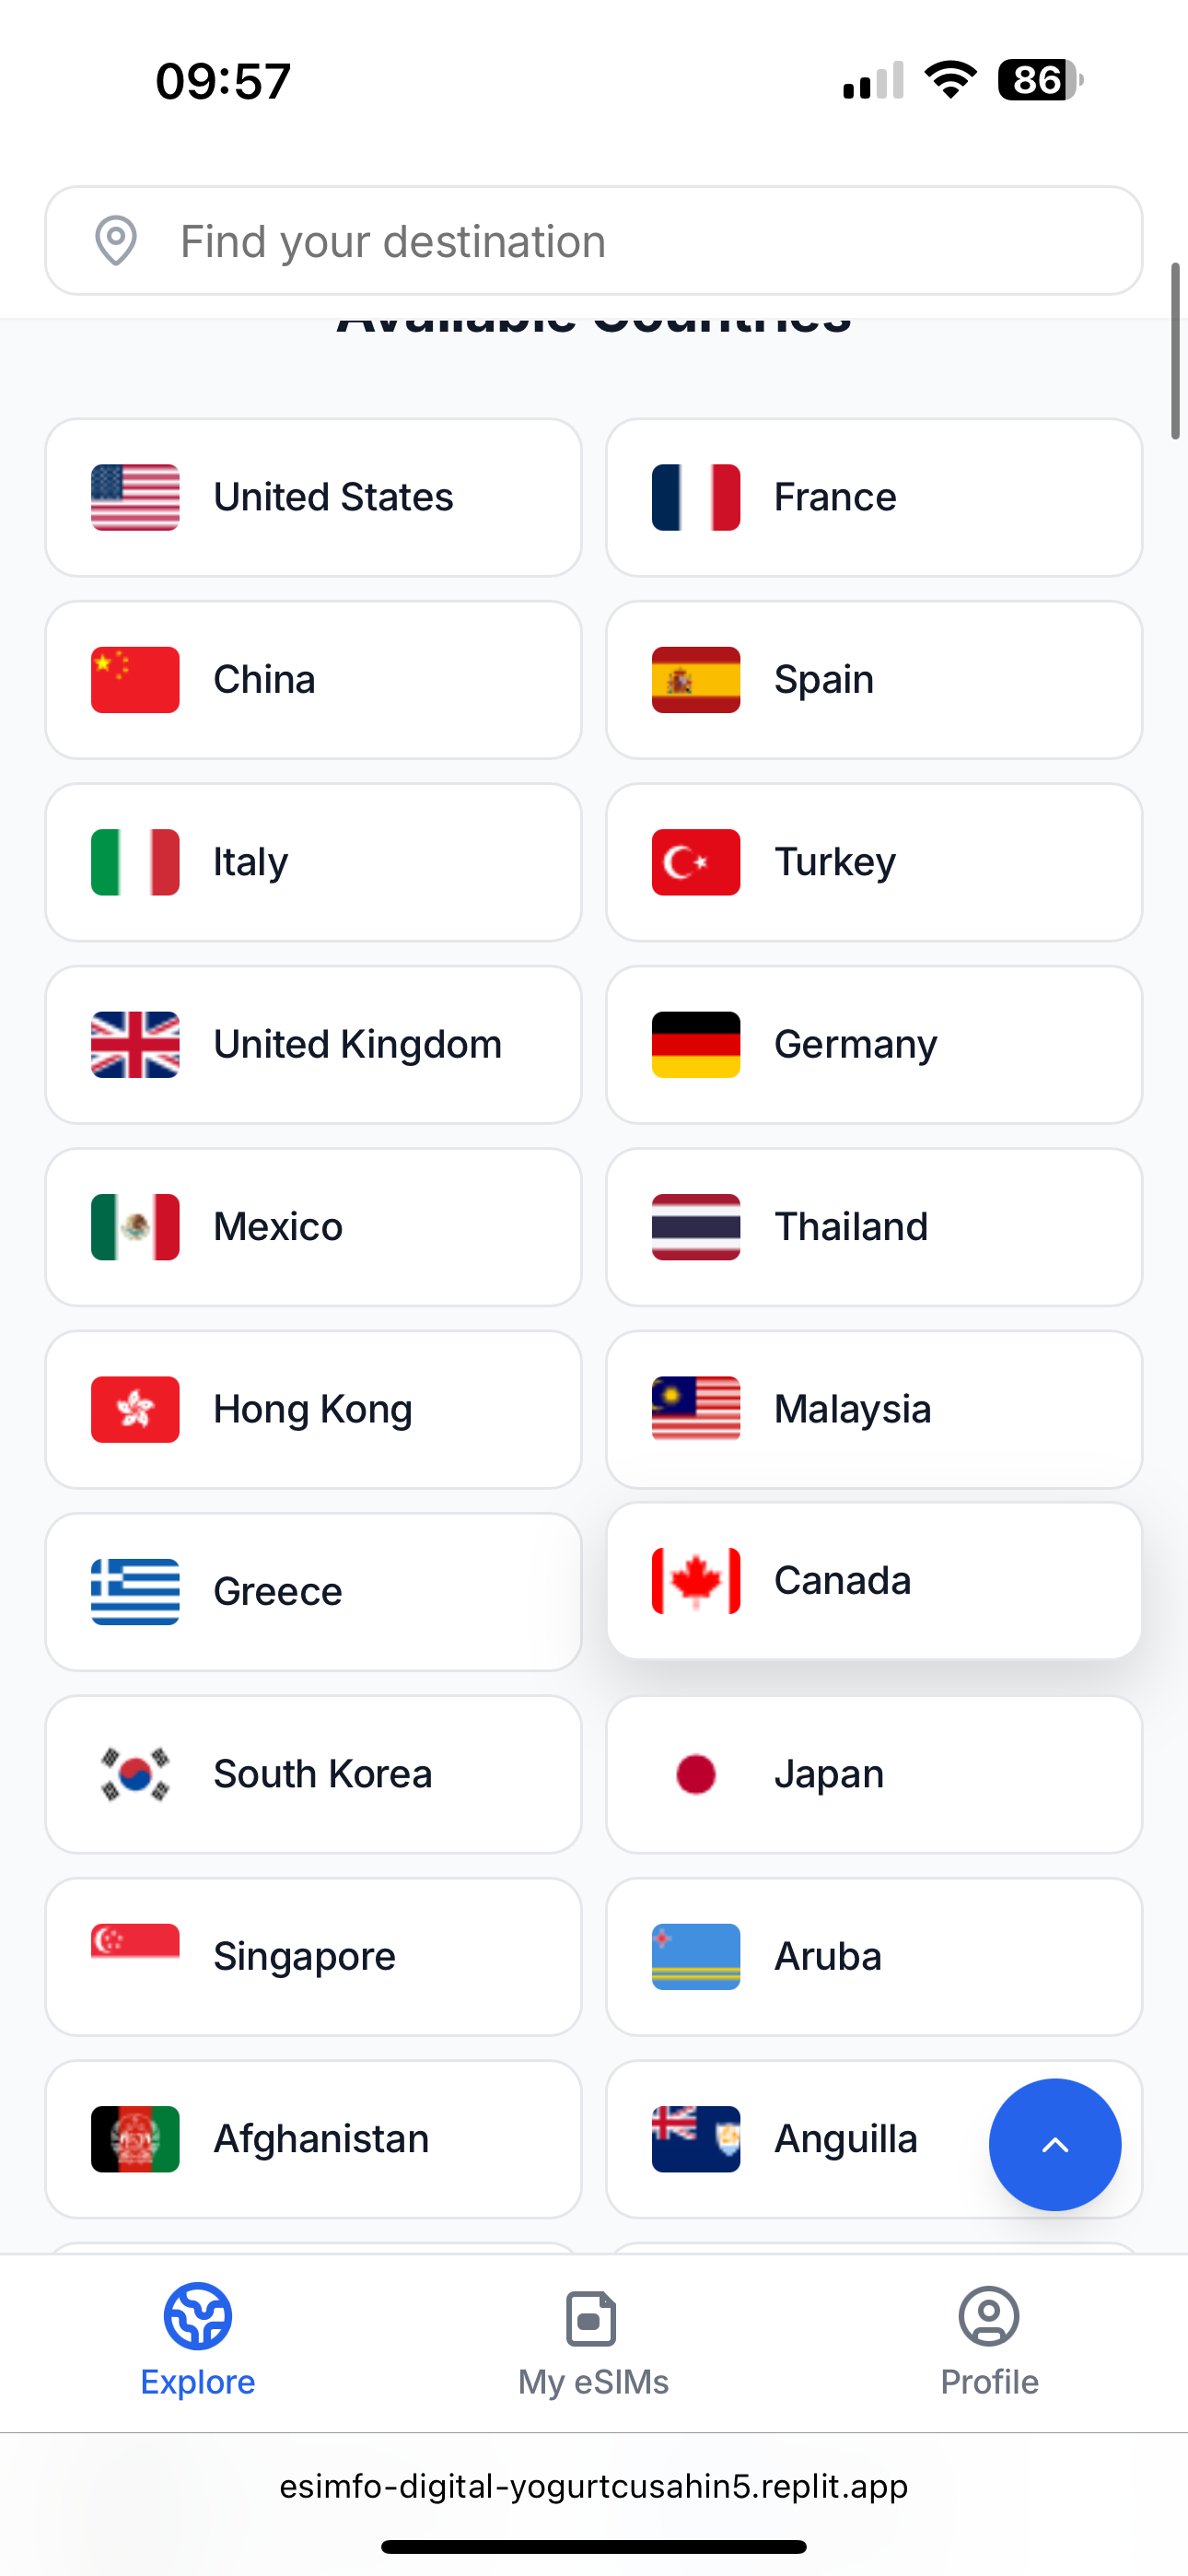 09:57
86
Find your destination
Available Countries
United States
France
China
Spain
Italy
Turkey
United Kingdom
Germany
Mexico
Thailand
Hong Kong
Malaysia
Greece
Canada
South Korea
Japan
Singapore
Aruba
Afghanistan
Anguilla
Explore
My eSIMs
Profile
esimfo-digital-yogurtcusahin5.replit.app